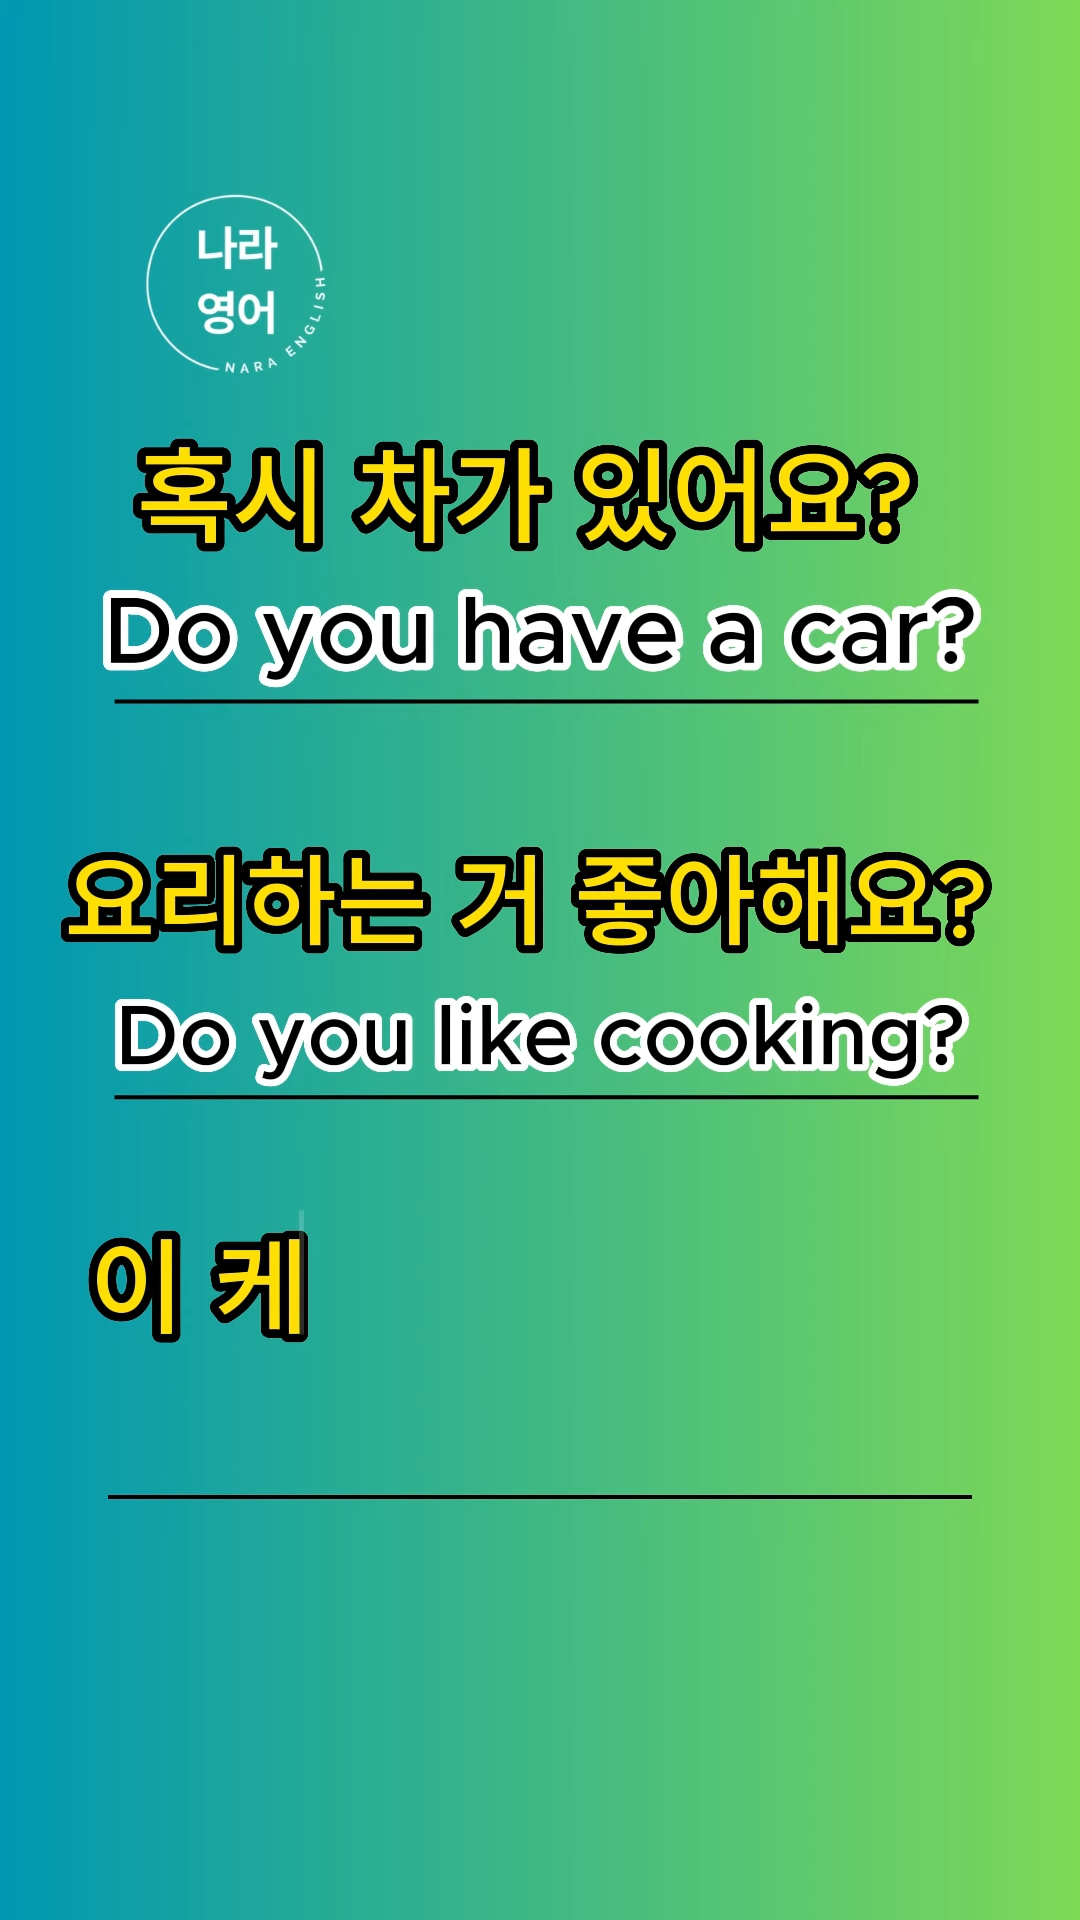 나라
영어
NARA ENGLISH
혹시 차가 있어요?
Do you have a car?
요리하는 거 좋아해요?
Do you like cooking?
이 케